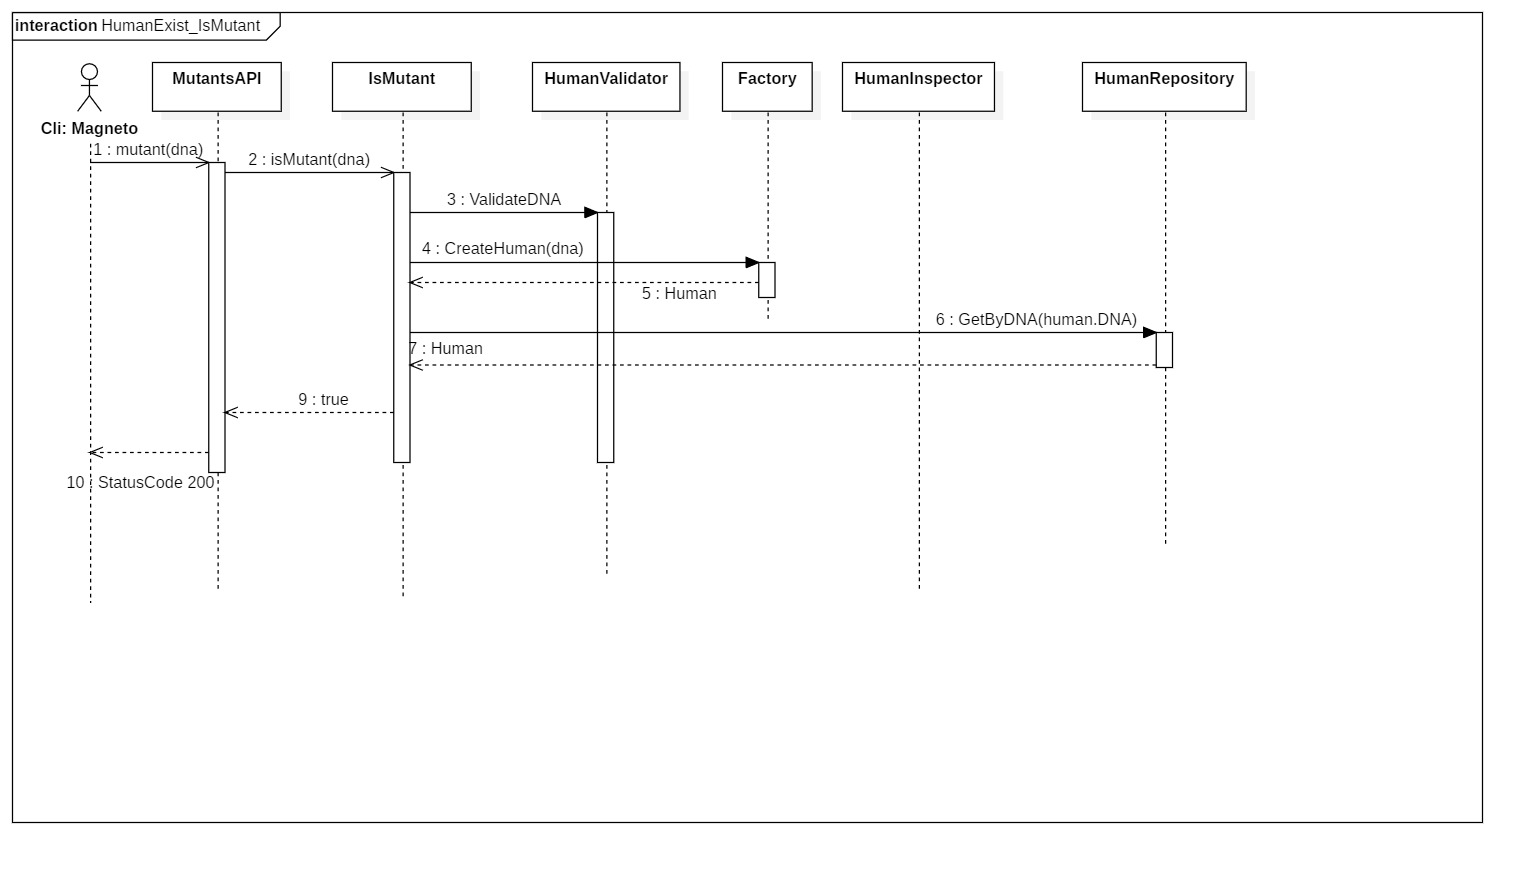 interaction HumanExist_IsMutant
MutantsAPI
IsMutant
HumanValidator
Factory
HumanInspector
HumanRepository
Cli: Magneto
1 : mutant(dna)
2 : isMutant(dna)
3 : ValidateDNA
4 : CreateHuman(dna)
5 : Human
6 : GetByDNA(human.DNA)
7 : Human
9 : true
10 : StatusCode 200